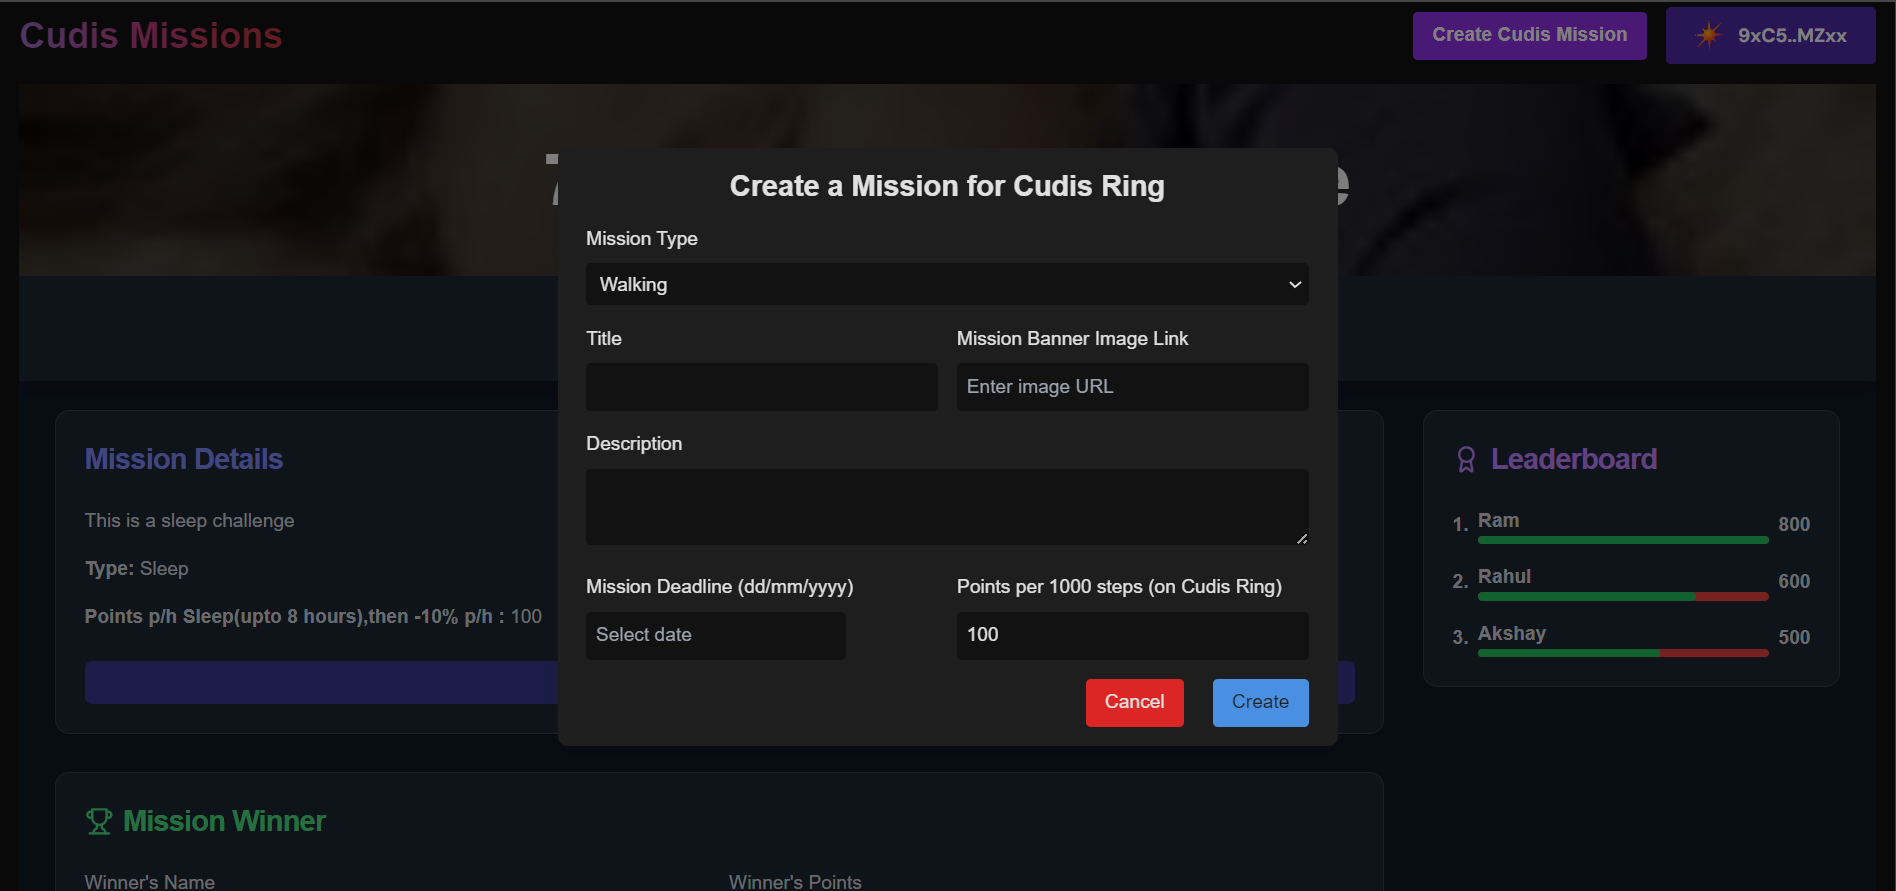 Cudis Missions
Create Cudis Mission
9xC5..MZxx
Create a Mission for Cudis Ring
Mission Type
Walking
Title
Mission Banner Image Link
Enter image URL
Description
Mission Deadline (dd/mm/yyyy)
Points per 1000 steps (on Cudis Ring)
Select date
100
Cancel
Create
Mission Details
This is a sleep challenge
Type: Sleep
Points p/h Sleep(upto 8 hours),then -10% p/h : 100
Leaderboard
1. Ram 800
2. Rahul 600
3. Akshay 500
Mission Winner
Winner's Name
Winner's Points